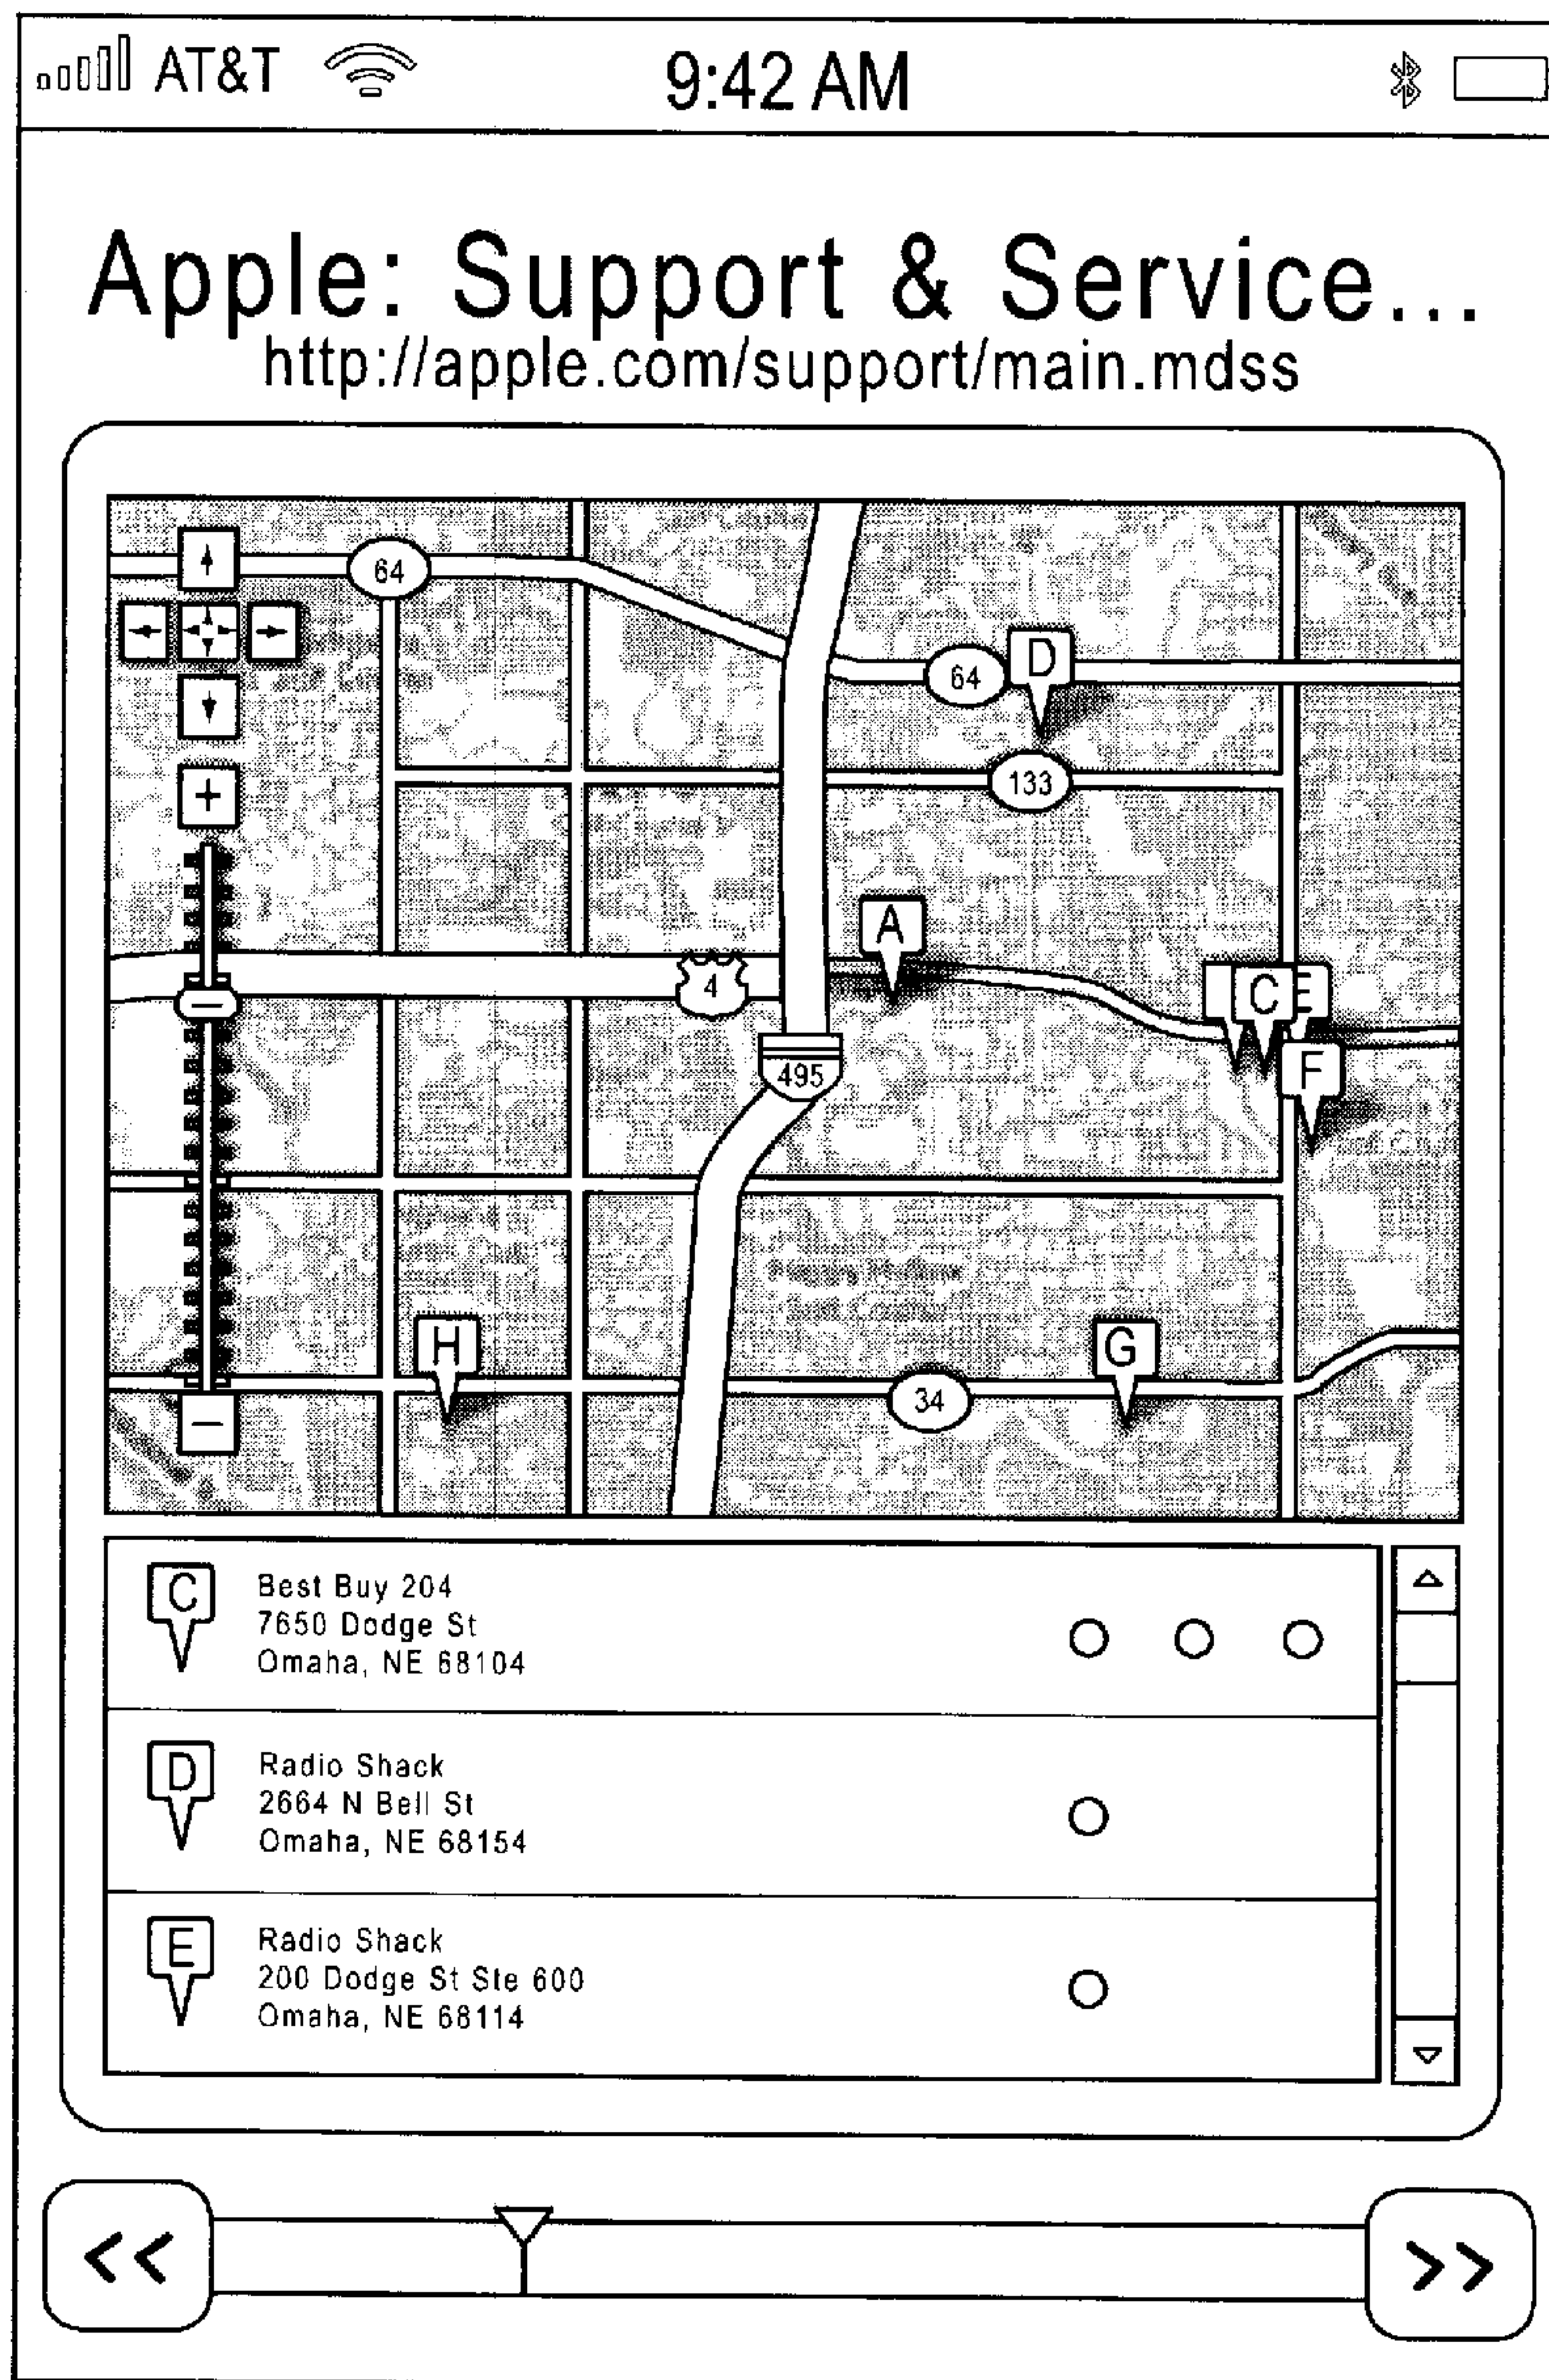 AT&T 9:42 AM
Apple: Support & Service...
http://apple.com/support/main.mdss
64
64
D
133
A
4
C E
495
F
H
G
34
C
Best Buy 204
7650 Dodge St
Omaha, NE 68104
D
Radio Shack
2664 N Bell St
Omaha, NE 68154
E
Radio Shack
200 Dodge St Ste 600
Omaha, NE 68114
<< >>